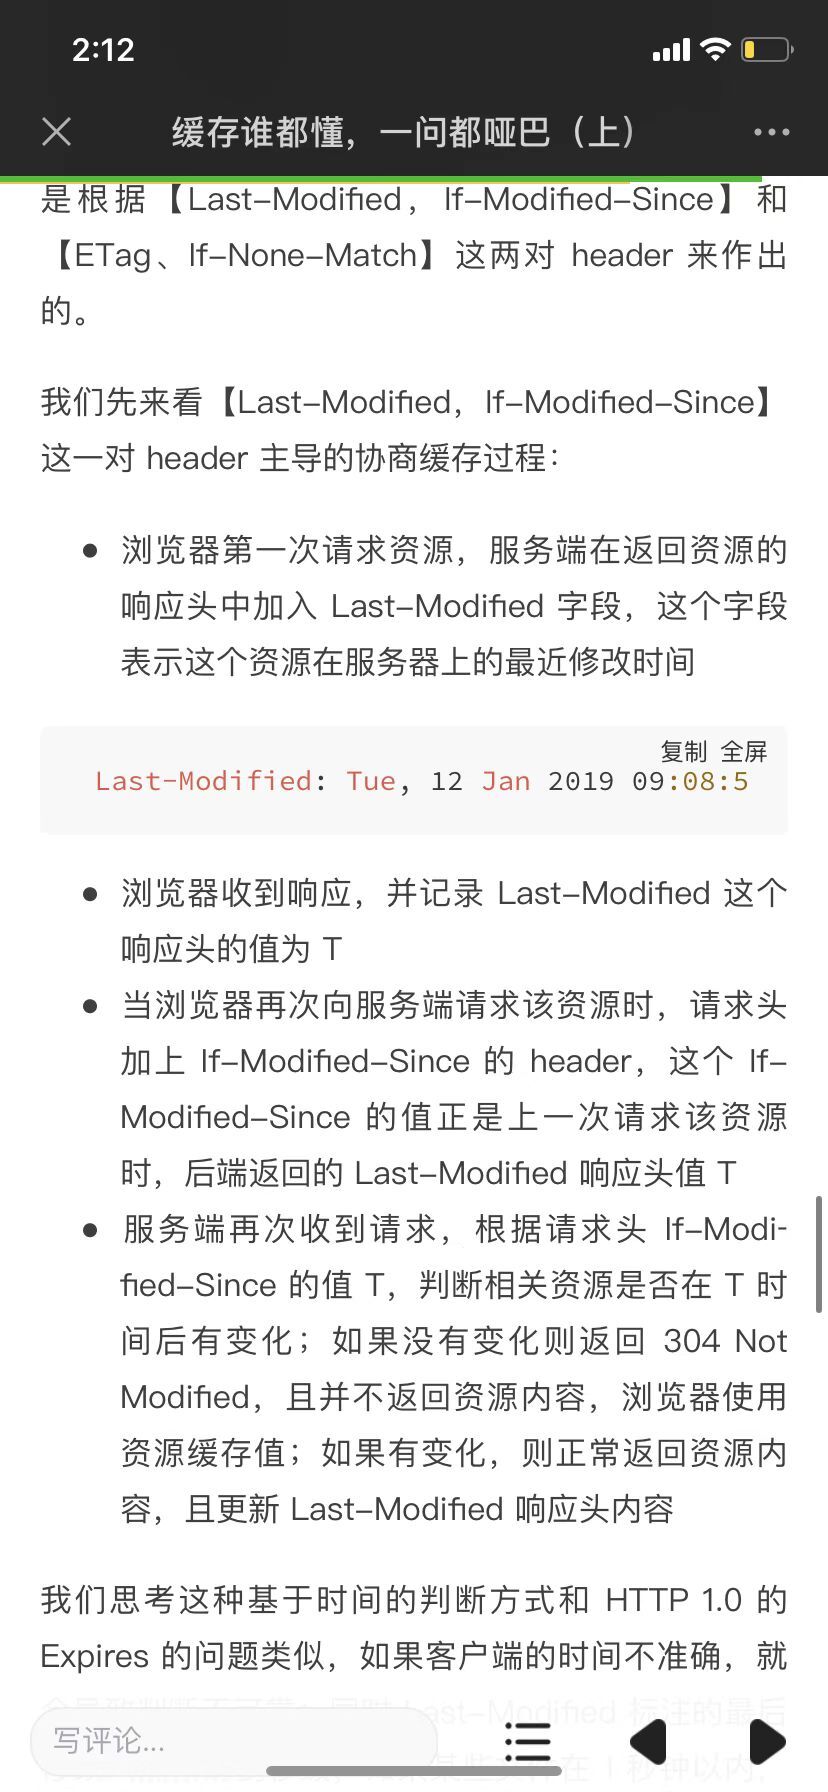 2:12
缓存谁都懂，一问都哑巴（上）
是根据【Last-Modified，If-Modified-Since】和
【ETag、If-None-Match】这两对 header 来作出
的。
我们先来看【Last-Modified，If-Modified-Since】
这一对 header 主导的协商缓存过程：
● 浏览器第一次请求资源，服务端在返回资源的
响应头中加入 Last-Modified 字段，这个字段
表示这个资源在服务器上的最近修改时间
复制 全屏
Last-Modified: Tue, 12 Jan 2019 09:08:5
● 浏览器收到响应，并记录 Last-Modified 这个
响应头的值为 T
● 当浏览器再次向服务端请求该资源时，请求头
加上 If-Modified-Since 的 header，这个 If-
Modified-Since 的值正是上一次请求该资源
时，后端返回的 Last-Modified 响应头值 T
● 服务端再次收到请求，根据请求头 If-Modi-
fied-Since 的值 T，判断相关资源是否在 T 时
间后有变化；如果没有变化则返回 304 Not
Modified，且并不返回资源内容，浏览器使用
资源缓存值；如果有变化，则正常返回资源内
容，且更新 Last-Modified 响应头内容
我们思考这种基于时间的判断方式和 HTTP 1.0 的
Expires 的问题类似，如果客户端的时间不准确，就
Last-Modified 标注的最后
在 1 秒钟以内，
写评论...